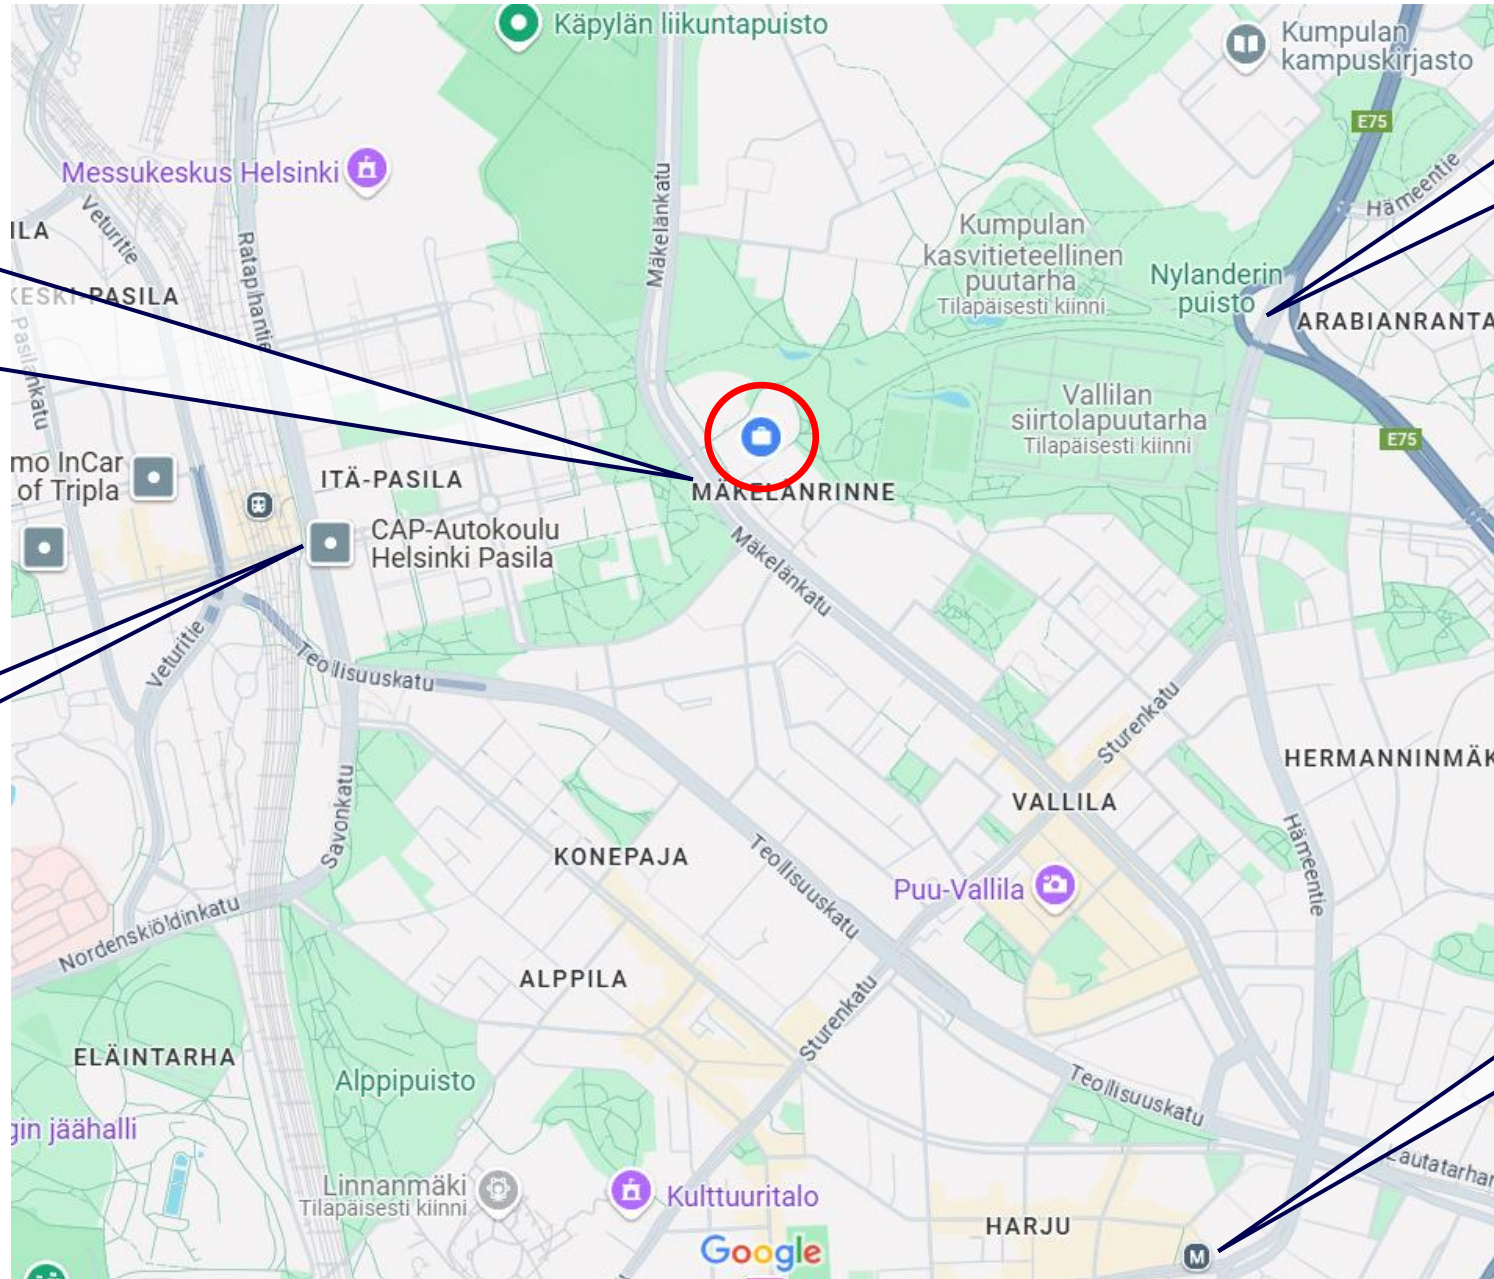 Käpylän liikuntapuisto
Kumpulan
kampuskirjasto
E75
Messukeskus Helsinki
Mäkelänkatu
Hämeentie
Veturitie
ILA
Ratapihantie
Kumpulan
kasvitieteellinen
puutarha
Tilapäisesti kiinni
Nylanderin
puisto
KESKI-PASILA
ARABIANRANTA
Pasilankatu
Vallilan
siirtolapuutarha
Tilapäisesti kiinni
E75
mo InCar
of Tripla
ITÄ-PASILA
MÄKELÄNRINNE
CAP-Autokoulu
Helsinki Pasila
Mäkelänkatu
Veturitie
Teollisuuskatu
Sturenkatu
HERMANNINMÄK
VALLILA
Savonkatu
KONEPAJA
Teollisuuskatu
Hämeentie
Puu-Vallila
Nordenskiöldinkatu
ALPPILA
Sturenkatu
ELÄINTARHA
Alppipuisto
Teollisuuskatu
gin jäähalli
Lautatarhan
Linnanmäki
Tilapäisesti kiinni
Kulttuuritalo
HARJU
Google
M